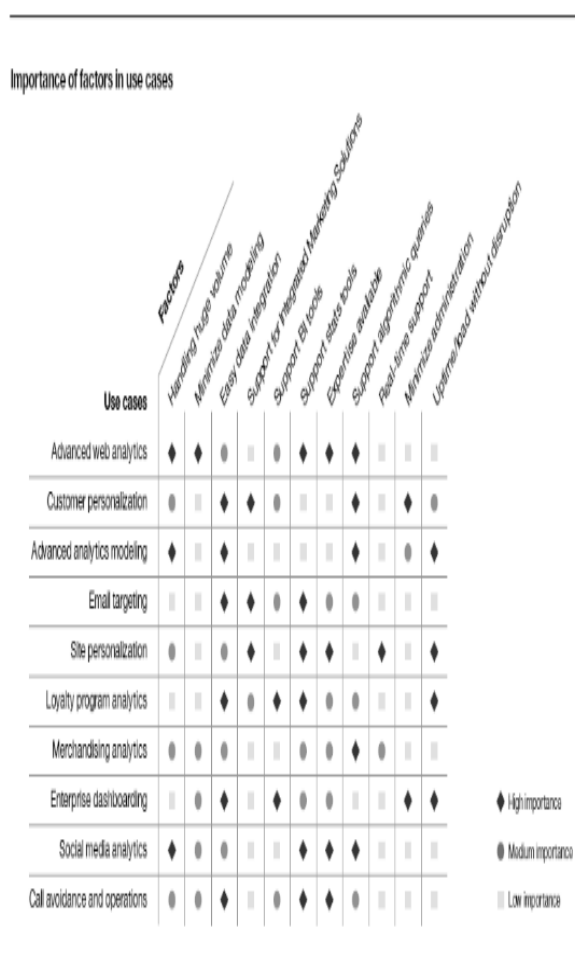 Importance of factors in use cases
Factors
Handling huge volume
Minimize data modeling
Easy data integration
Support for Integrated Marketing Solutions
Support BI tools
Support stats tools
Expertise available
Support algorithmic queries
Real-time support
Minimize administration
Uptime/load without disruption
Use cases
Advanced web analytics
Customer personalization
Advanced analytics modeling
Email targeting
Site personalization
Loyalty program analytics
Merchandising analytics
Enterprise dashboarding
High importance
Social media analytics
Medium importance
Call avoidance and operations
Low importance